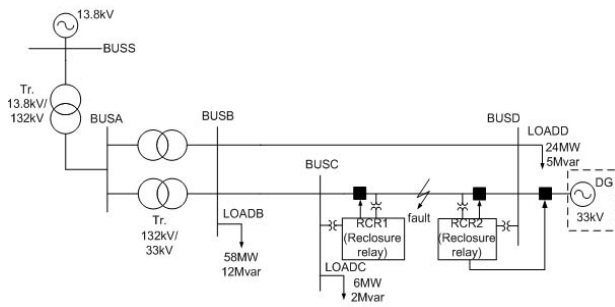 13.8kV
BUSS
Tr.
13.8kV/
132kV
BUSA
BUSB
BUSD
LOADD
24MW
5Mvar
BUSC
DG
33kV
fault
RCR1
(Reclosure
relay)
RCR2
(Reclosure
relay)
Tr.
132kV/
33kV
LOADB
58MW
12Mvar
LOADC
6MW
2Mvar